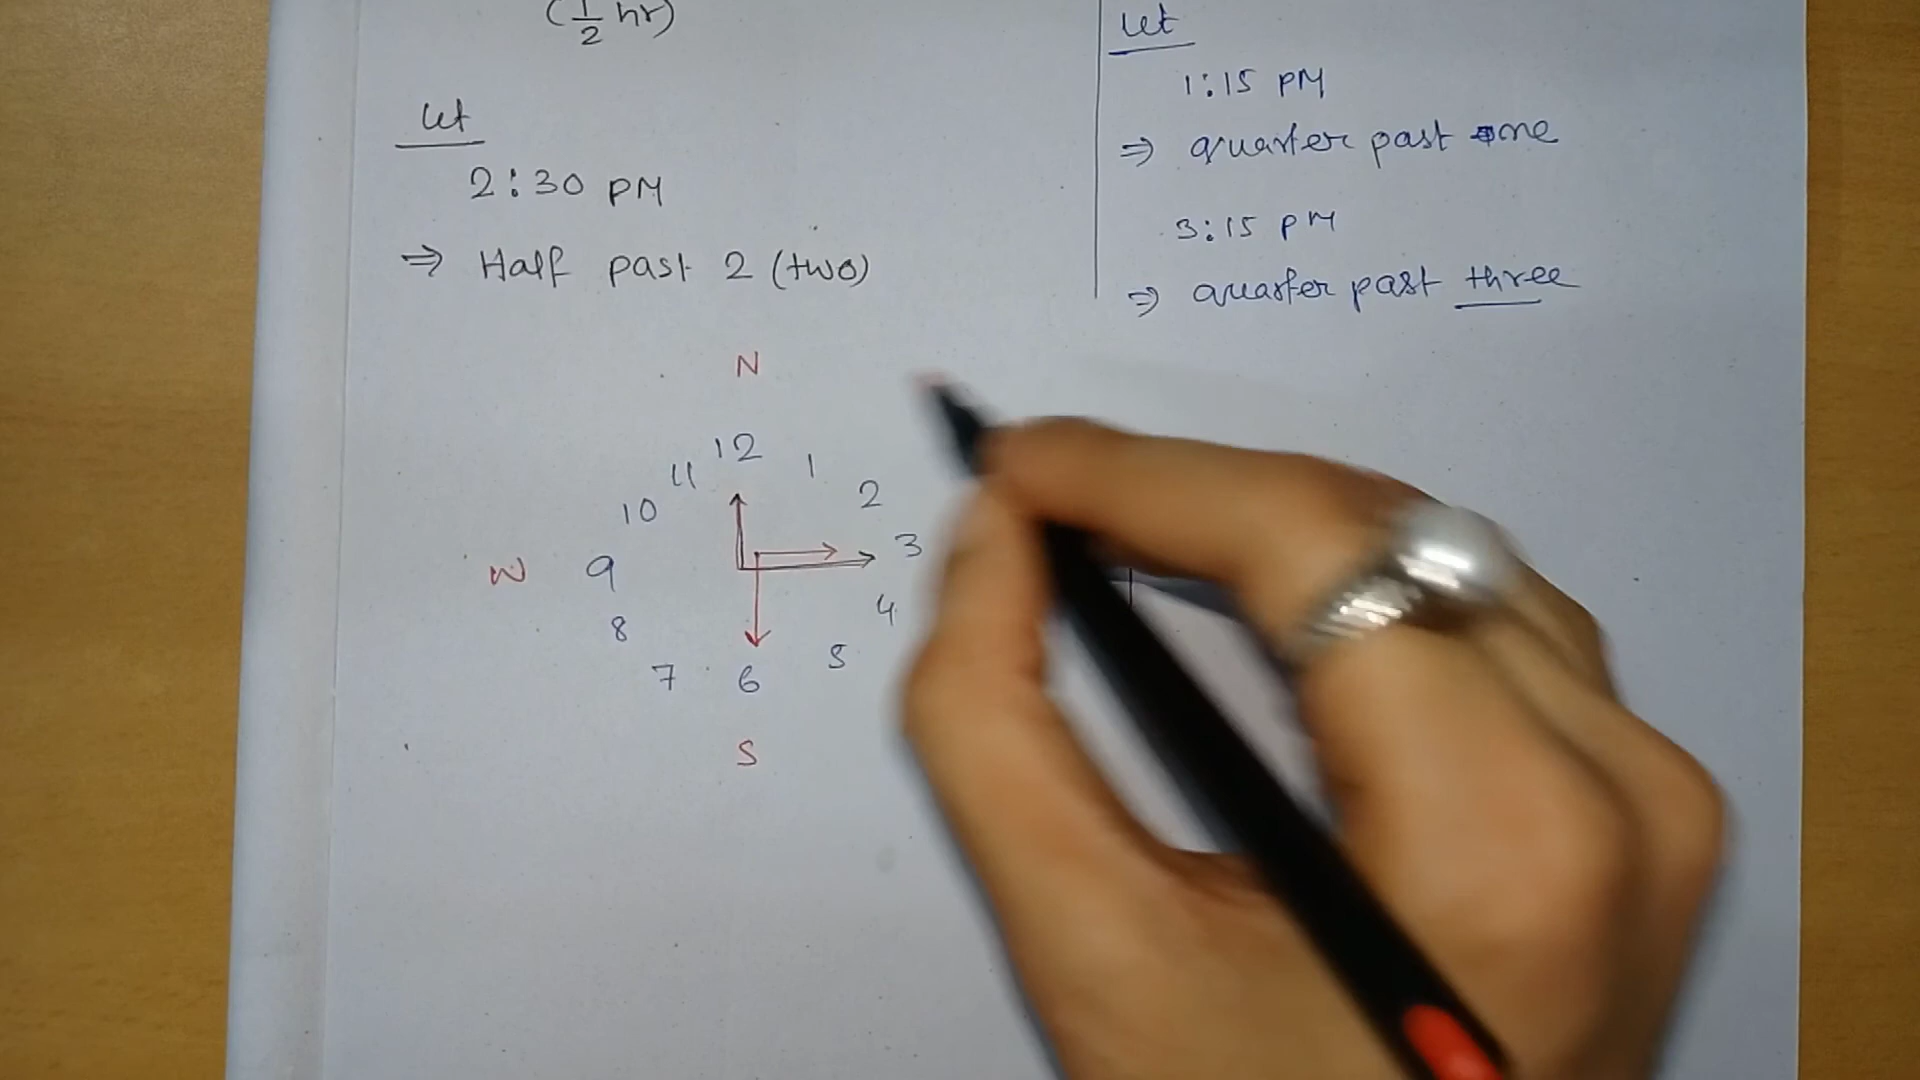 (1/2 hr)
let
2:30 PM
⇒ Half past 2 (two)
let
1:15 PM
⇒ quarter past one
3:15 PM
⇒ quarter past three
N
12
11 1
10 2
W 9 3
8 4
7 6 5
S